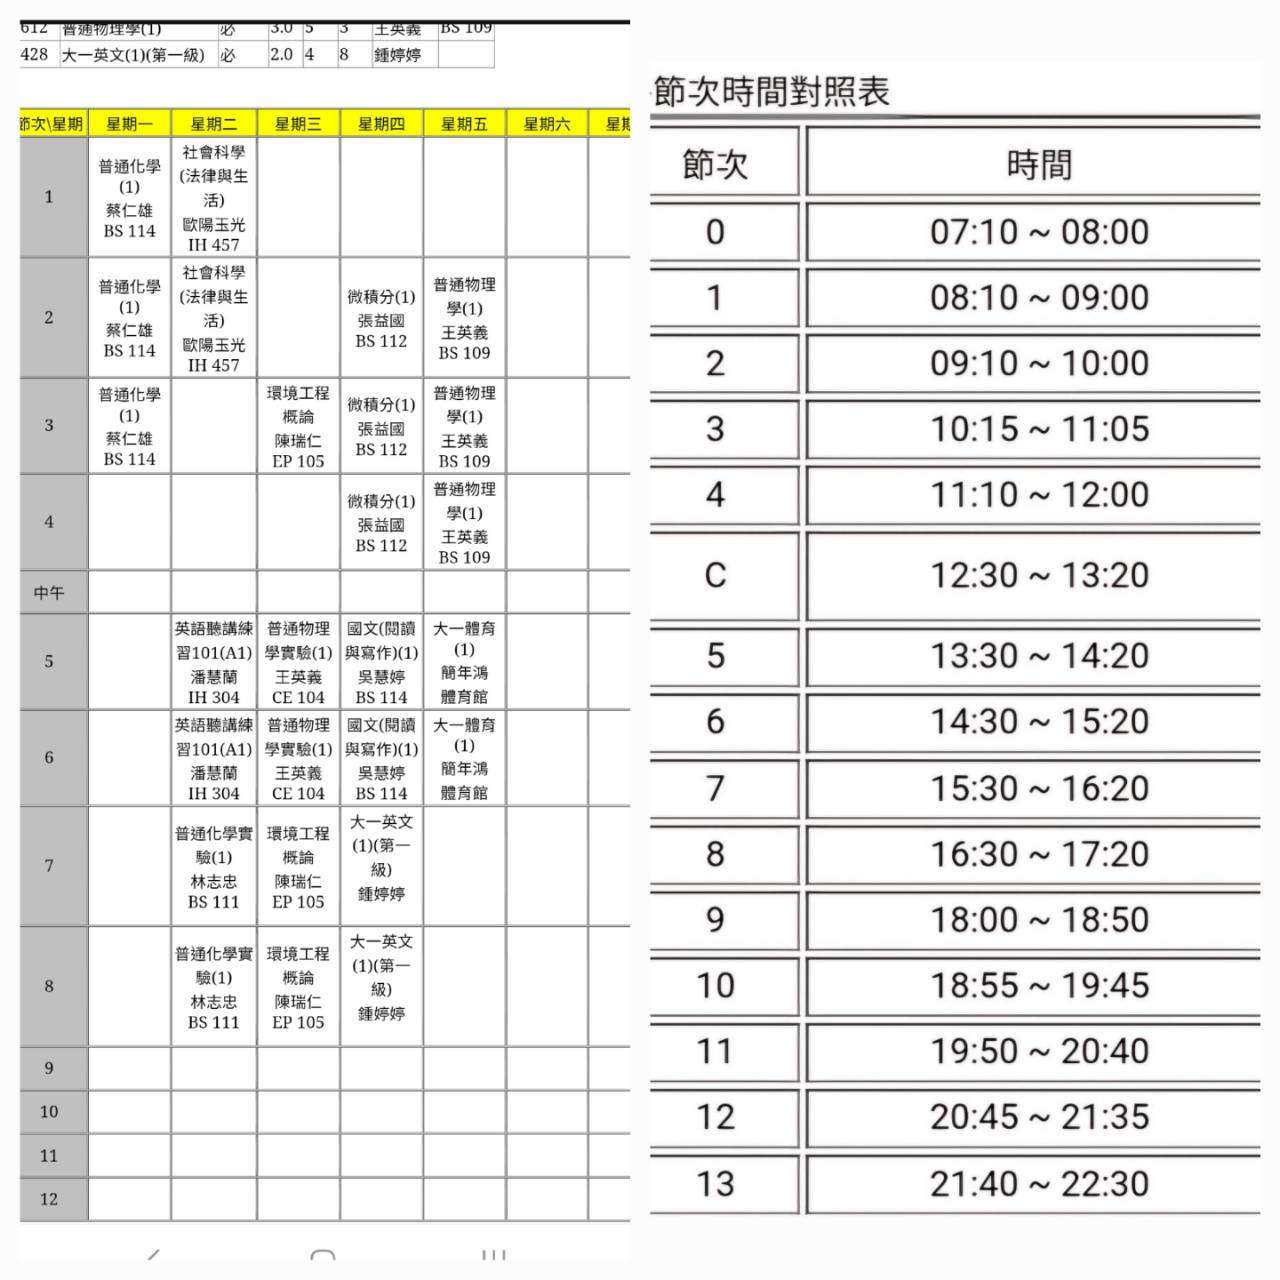 612 普通物理學(1) 必 3.0 5 3 王英義 BS 109
428 大一英文(1)(第一級) 必 2.0 4 8 鍾婷婷
節次\星期 星期一 星期二 星期三 星期四 星期五 星期六 星期
1
普通化學
(1)
蔡仁雄
BS 114
社會科學
(法律與生
活)
歐陽玉光
IH 457
2
普通化學
(1)
蔡仁雄
BS 114
社會科學
(法律與生
活)
歐陽玉光
IH 457
微積分(1)
張益國
BS 112
普通物理
學(1)
王英義
BS 109
3
普通化學
(1)
蔡仁雄
BS 114
環境工程
概論
陳瑞仁
EP 105
微積分(1)
張益國
BS 112
普通物理
學(1)
王英義
BS 109
4
微積分(1)
張益國
BS 112
普通物理
學(1)
王英義
BS 109
中午
5
英語聽講練
習101(A1)
潘慧蘭
IH 304
普通物理
學實驗(1)
王英義
CE 104
國文(閱讀
與寫作)(1)
吳慧婷
BS 114
大一體育
(1)
簡年鴻
體育館
6
英語聽講練
習101(A1)
潘慧蘭
IH 304
普通物理
學實驗(1)
王英義
CE 104
國文(閱讀
與寫作)(1)
吳慧婷
BS 114
大一體育
(1)
簡年鴻
體育館
7
普通化學實
驗(1)
林志忠
BS 111
環境工程
概論
陳瑞仁
EP 105
大一英文
(1)(第一
級)
鍾婷婷
8
普通化學實
驗(1)
林志忠
BS 111
環境工程
概論
陳瑞仁
EP 105
大一英文
(1)(第一
級)
鍾婷婷
9
10
11
12
節次時間對照表
節次 時間
0 07:10 ~ 08:00
1 08:10 ~ 09:00
2 09:10 ~ 10:00
3 10:15 ~ 11:05
4 11:10 ~ 12:00
C 12:30 ~ 13:20
5 13:30 ~ 14:20
6 14:30 ~ 15:20
7 15:30 ~ 16:20
8 16:30 ~ 17:20
9 18:00 ~ 18:50
10 18:55 ~ 19:45
11 19:50 ~ 20:40
12 20:45 ~ 21:35
13 21:40 ~ 22:30